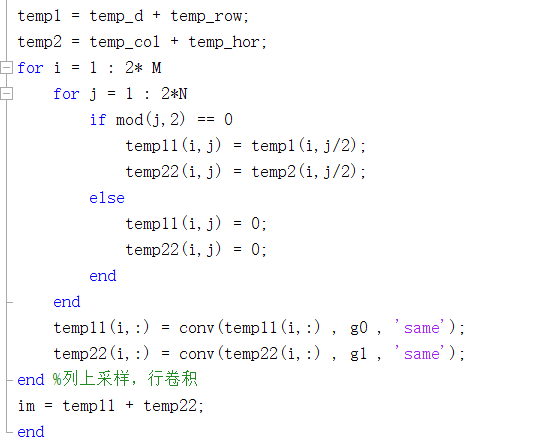 temp1 = temp_d + temp_row;
temp2 = temp_col + temp_hor;
for i = 1 : 2* M
for j = 1 : 2*N
if mod(j,2) == 0
temp11(i,j) = temp1(i,j/2);
temp22(i,j) = temp2(i,j/2);
else
temp11(i,j) = 0;
temp22(i,j) = 0;
end
end
temp11(i,:) = conv(temp11(i,:) , g0 , 'same');
temp22(i,:) = conv(temp22(i,:) , g1 , 'same');
end %列上采样，行卷积
im = temp11 + temp22;
end